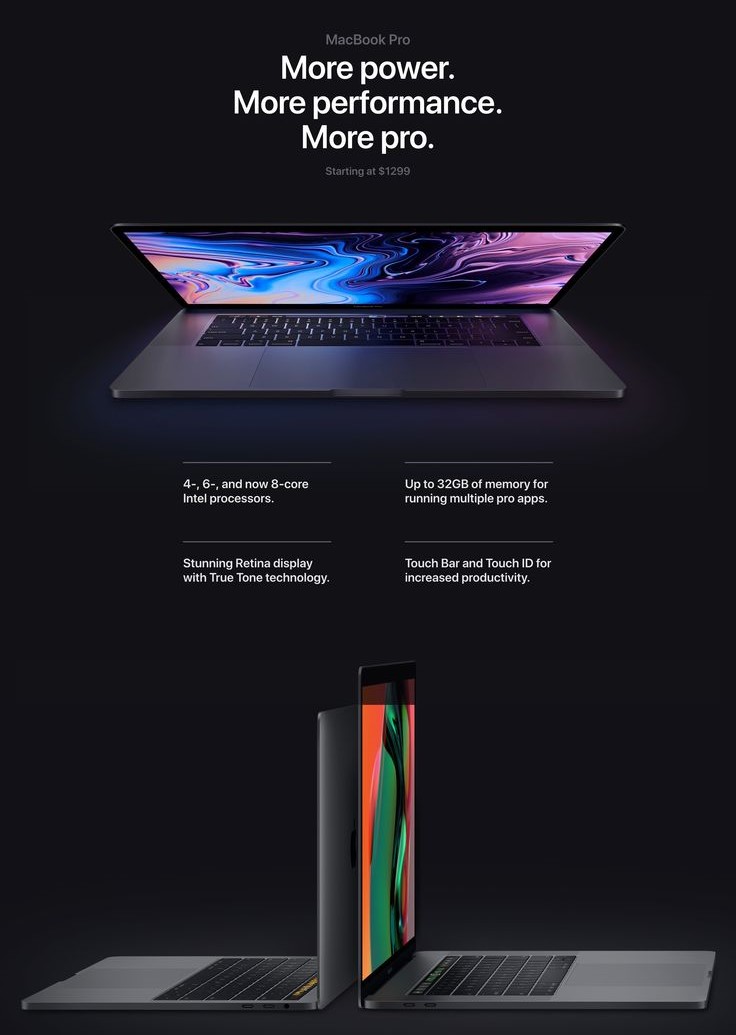 MacBook Pro
More power.
More performance.
More pro.
Starting at $1299
4-, 6-, and now 8-core
Intel processors.
Up to 32GB of memory for
running multiple pro apps.
Stunning Retina display
with True Tone technology.
Touch Bar and Touch ID for
increased productivity.